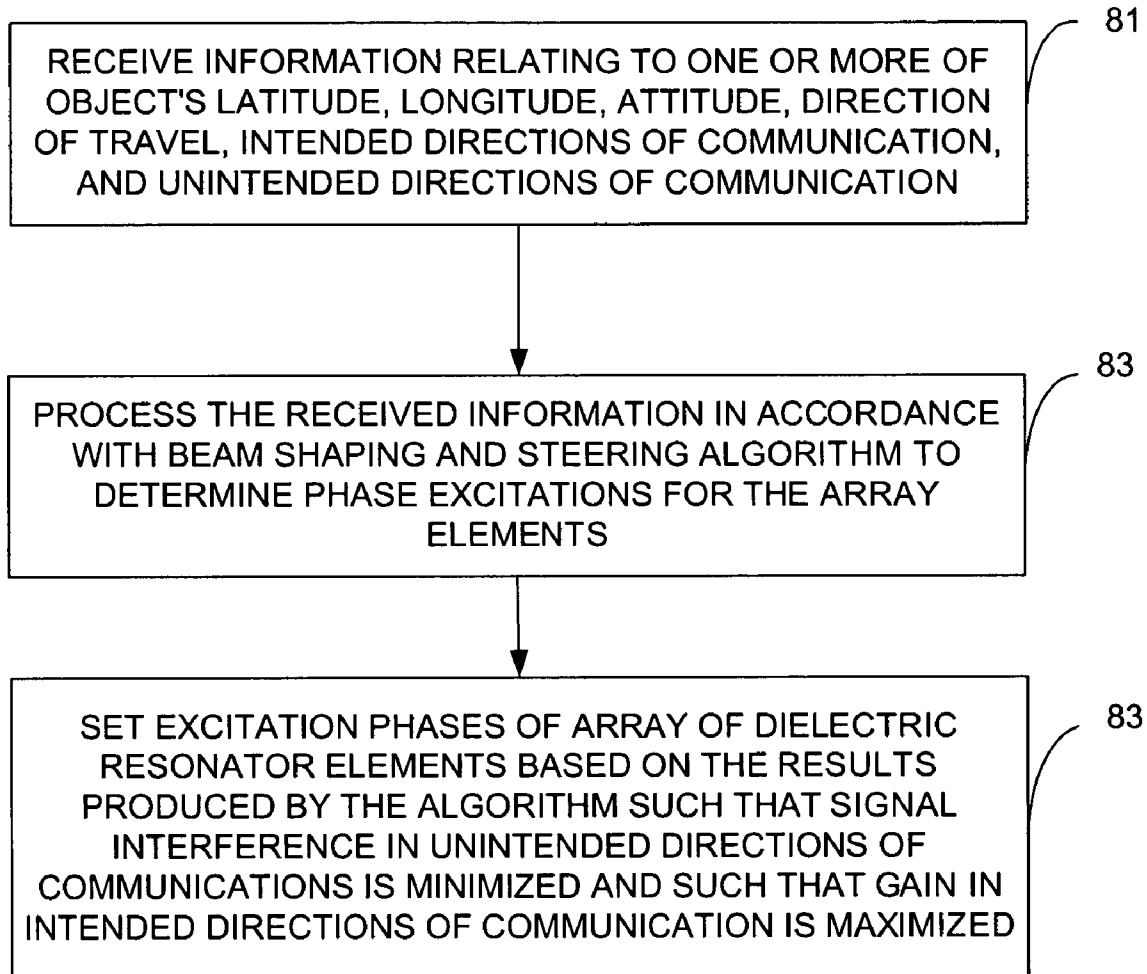 81
RECEIVE INFORMATION RELATING TO ONE OR MORE OF
OBJECT'S LATITUDE, LONGITUDE, ATTITUDE, DIRECTION
OF TRAVEL, INTENDED DIRECTIONS OF COMMUNICATION,
AND UNINTENDED DIRECTIONS OF COMMUNICATION
83
PROCESS THE RECEIVED INFORMATION IN ACCORDANCE
WITH BEAM SHAPING AND STEERING ALGORITHM TO
DETERMINE PHASE EXCITATIONS FOR THE ARRAY
ELEMENTS
83
SET EXCITATION PHASES OF ARRAY OF DIELECTRIC
RESONATOR ELEMENTS BASED ON THE RESULTS
PRODUCED BY THE ALGORITHM SUCH THAT SIGNAL
INTERFERENCE IN UNINTENDED DIRECTIONS OF
COMMUNICATIONS IS MINIMIZED AND SUCH THAT GAIN IN
INTENDED DIRECTIONS OF COMMUNICATION IS MAXIMIZED